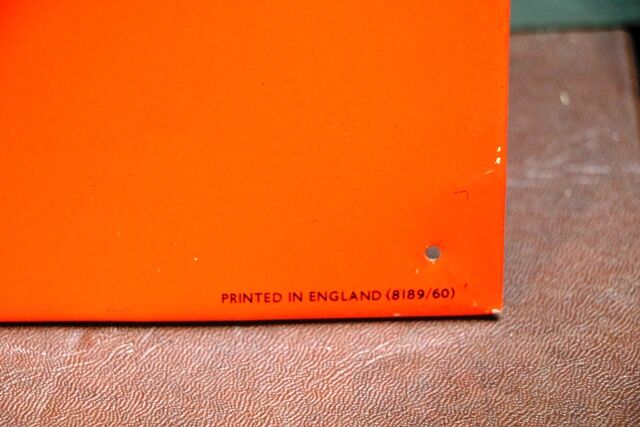 PRINTED IN ENGLAND (8189/60)